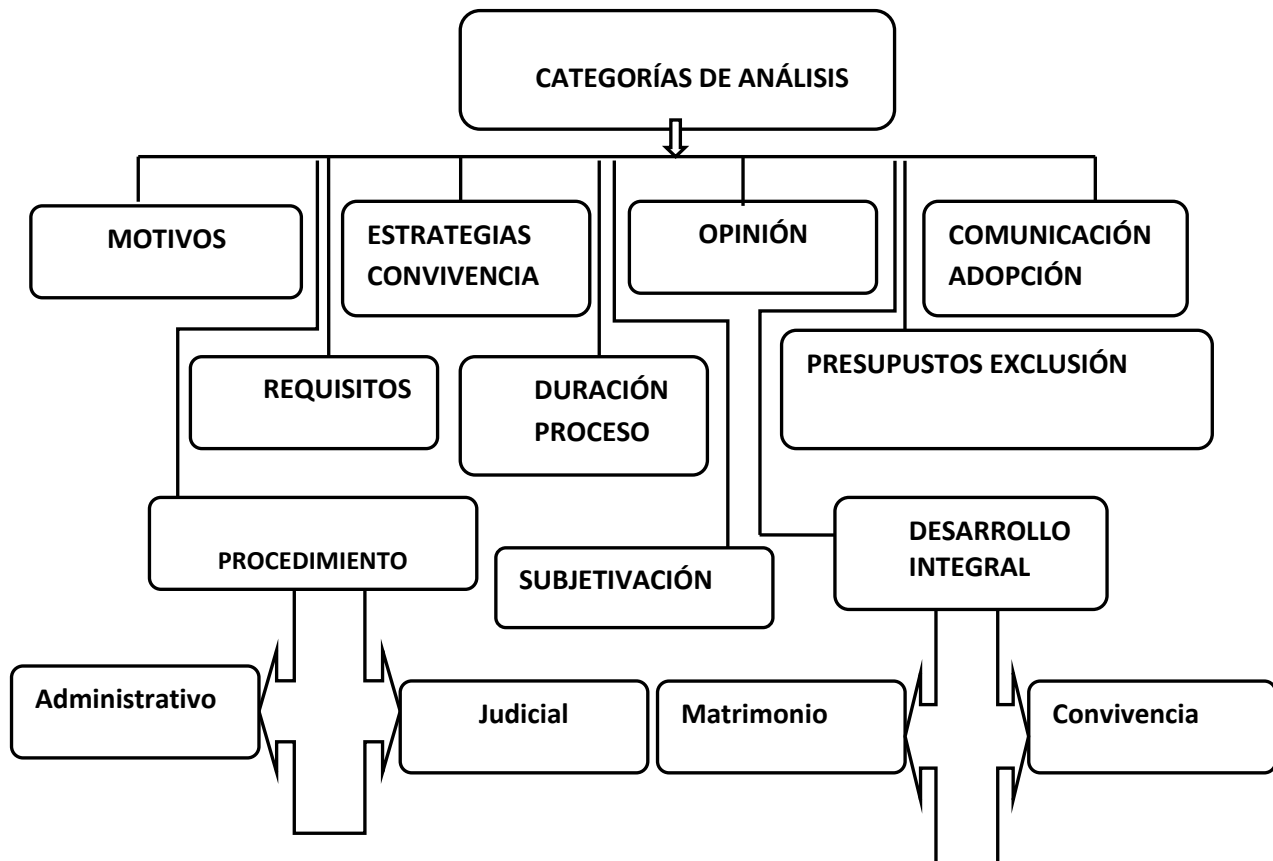 CATEGORÍAS DE ANÁLISIS
MOTIVOS
ESTRATEGIAS
CONVIVENCIA
OPINIÓN
COMUNICACIÓN
ADOPCIÓN
REQUISITOS
DURACIÓN
PROCESO
PRESUPUSTOS EXCLUSIÓN
PROCEDIMIENTO
SUBJETIVACIÓN
DESARROLLO
INTEGRAL
Administrativo
Judicial
Matrimonio
Convivencia